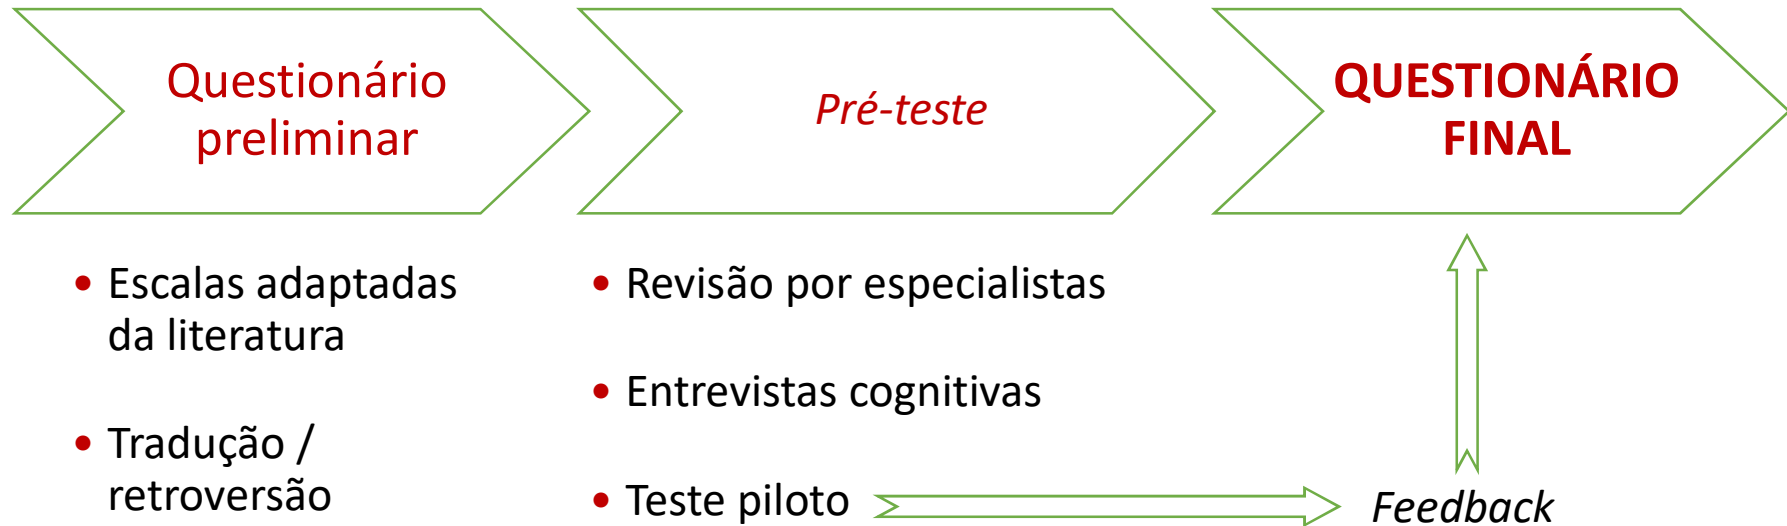 Questionário
preliminar
Pré-teste
QUESTIONÁRIO
FINAL
• Escalas adaptadas
da literatura
• Tradução /
retroversão
• Revisão por especialistas
• Entrevistas cognitivas
• Teste piloto
Feedback